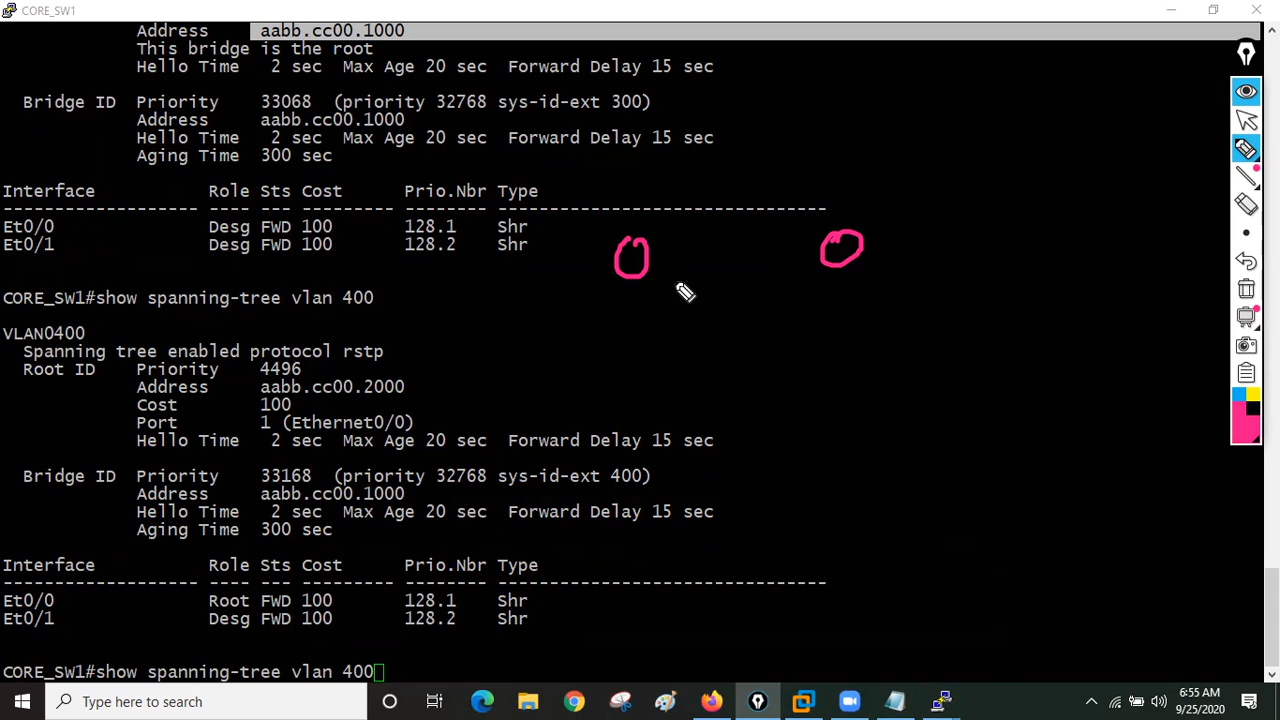 CORE_SW1
Address aabb.cc00.1000
This bridge is the root
Hello Time 2 sec Max Age 20 sec Forward Delay 15 sec
Bridge ID Priority 33068 (priority 32768 sys-id-ext 300)
Address aabb.cc00.1000
Hello Time 2 sec Max Age 20 sec Forward Delay 15 sec
Aging Time 300 sec
Interface Role Sts Cost Prio.Nbr Type
------------------- ---- --- --------- -------- --------------------------------
Et0/0 Desg FWD 100 128.1 Shr
Et0/1 Desg FWD 100 128.2 Shr
CORE_SW1#show spanning-tree vlan 400
VLAN0400
Spanning tree enabled protocol rstp
Root ID Priority 4496
Address aabb.cc00.2000
Cost 100
Port 1 (Ethernet0/0)
Hello Time 2 sec Max Age 20 sec Forward Delay 15 sec
Bridge ID Priority 33168 (priority 32768 sys-id-ext 400)
Address aabb.cc00.1000
Hello Time 2 sec Max Age 20 sec Forward Delay 15 sec
Aging Time 300 sec
Interface Role Sts Cost Prio.Nbr Type
------------------- ---- --- --------- -------- --------------------------------
Et0/0 Root FWD 100 128.1 Shr
Et0/1 Desg FWD 100 128.2 Shr
CORE_SW1#show spanning-tree vlan 400
Type here to search
6:55 AM
9/25/2020